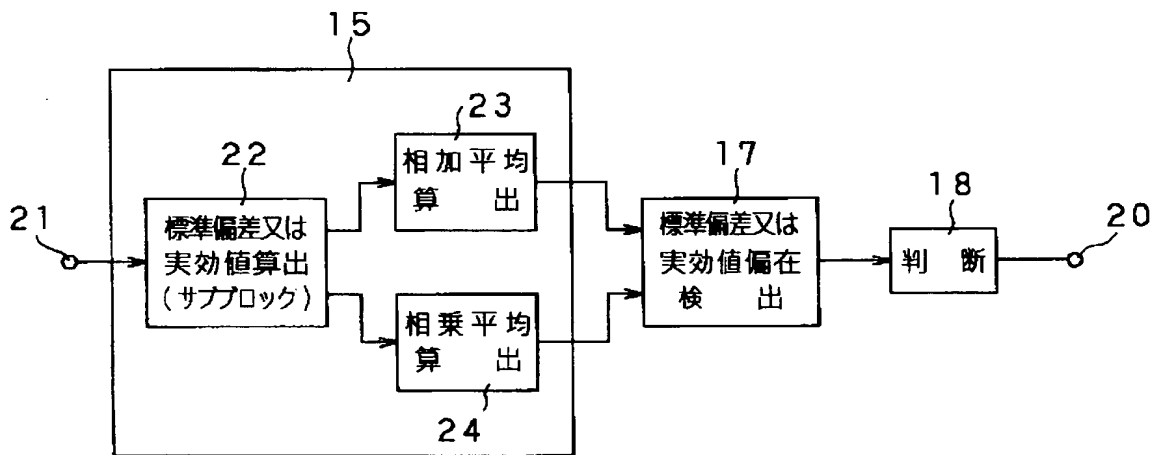 15
23
相加平均
算出
22
標準偏差又は
実効値算出
(サブブロック)
21
17
標準偏差又は
実効値偏在
検出
18
判断
20
相乗平均
算出
24